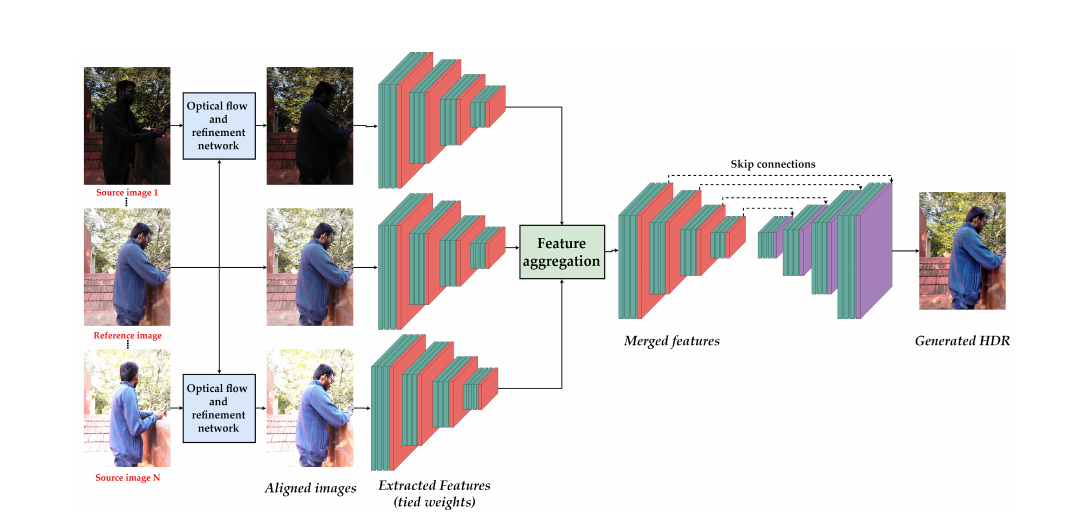 Optical flow
and
refinement
network
Source image 1
Reference image
Optical flow
and
refinement
network
Source image N
Aligned images
Extracted Features
(tied weights)
Feature
aggregation
Skip connections
Merged features
Generated HDR